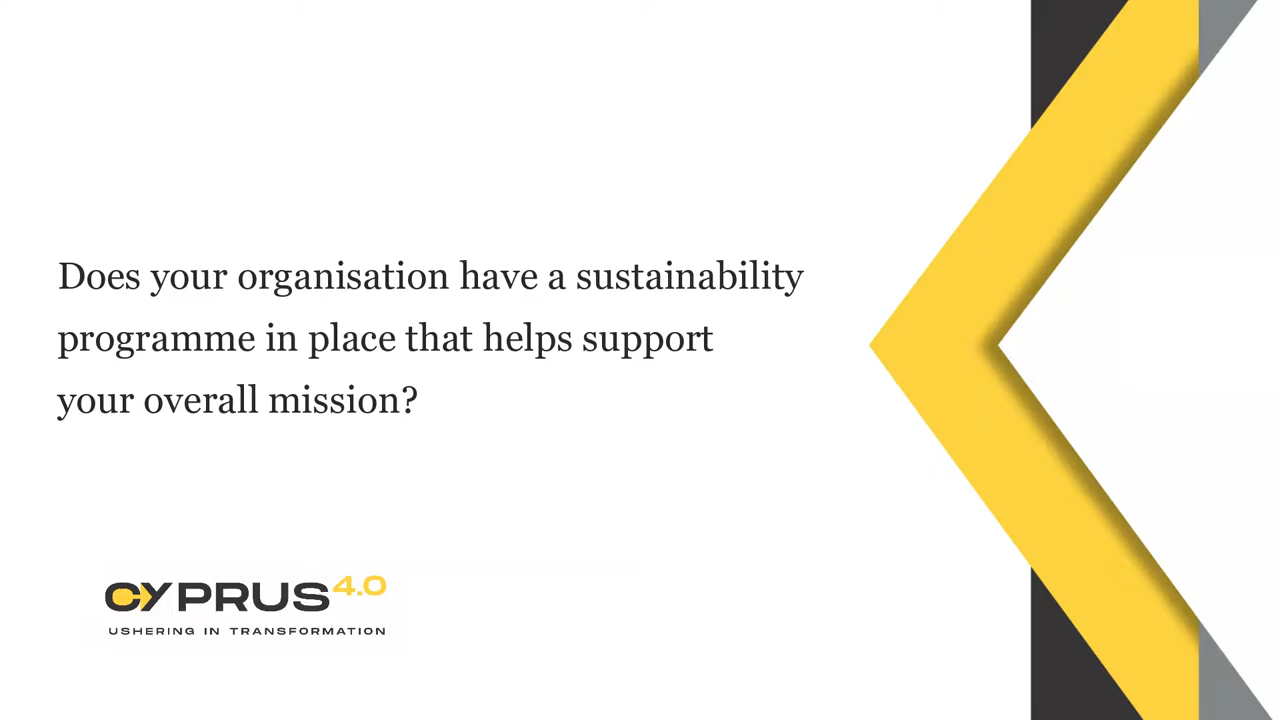 Does your organisation have a sustainability
programme in place that helps support
your overall mission?
CYPRUS4.0
USHERING IN TRANSFORMATION